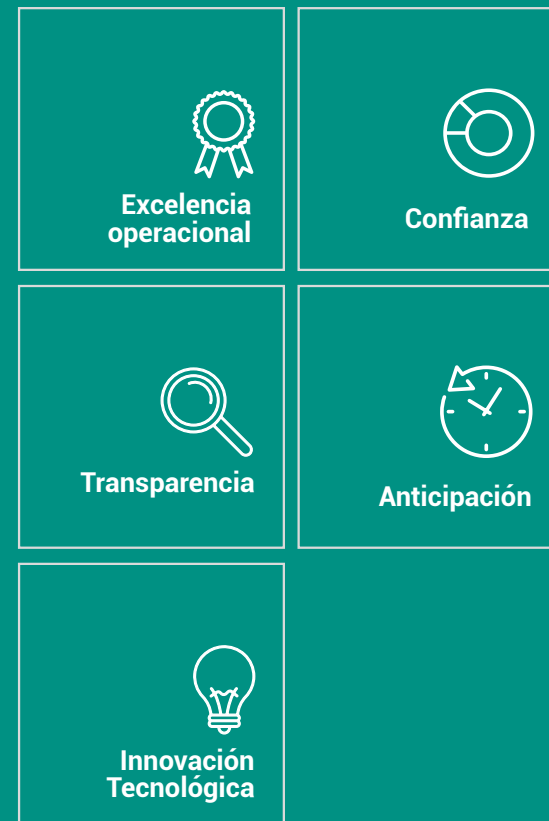 Excelencia
operacional
Confianza
Transparencia
Anticipación
Innovación
Tecnológica